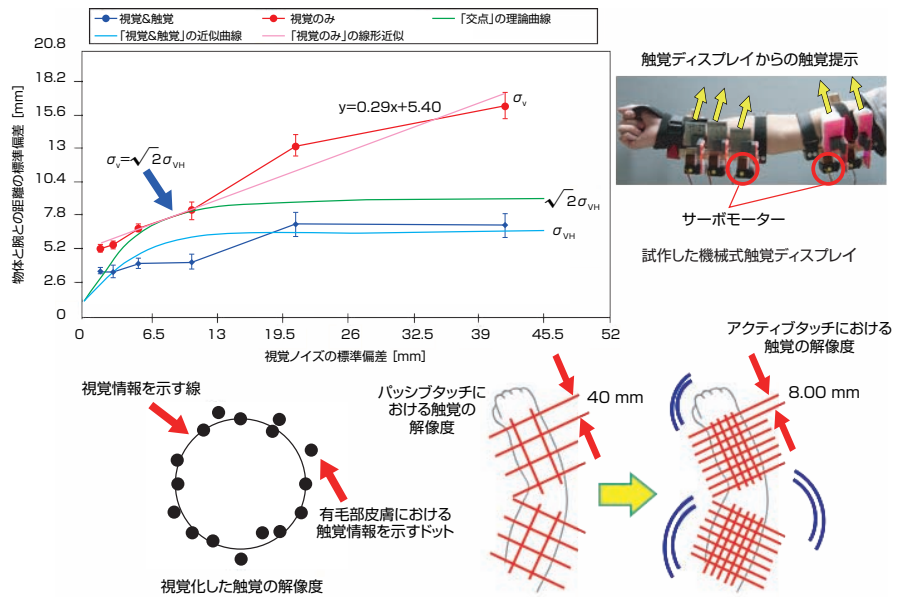 視覚&触覚
視覚のみ
「交点」の理論曲線
「視覚&触覚」の近似曲線
「視覚のみ」の線形近似
物体と腕との距離の標準偏差 [mm]
20.8
18.2
15.6
13
10.4
7.8
5.2
2.6
0
y=0.29x+5.40
σv
σv=√2σVH
√2σVH
σVH
0
6.5
13
19.5
26
32.5
39
45.5
52
視覚ノイズの標準偏差 [mm]
触覚ディスプレイからの触覚提示
サーボモーター
試作した機械式触覚ディスプレイ
視覚情報を示す線
有毛部皮膚における
触覚情報を示すドット
視覚化した触覚の解像度
パッシブタッチに
おける触覚の
解像度
40 mm
アクティブタッチにおける
触覚の解像度
8.00 mm